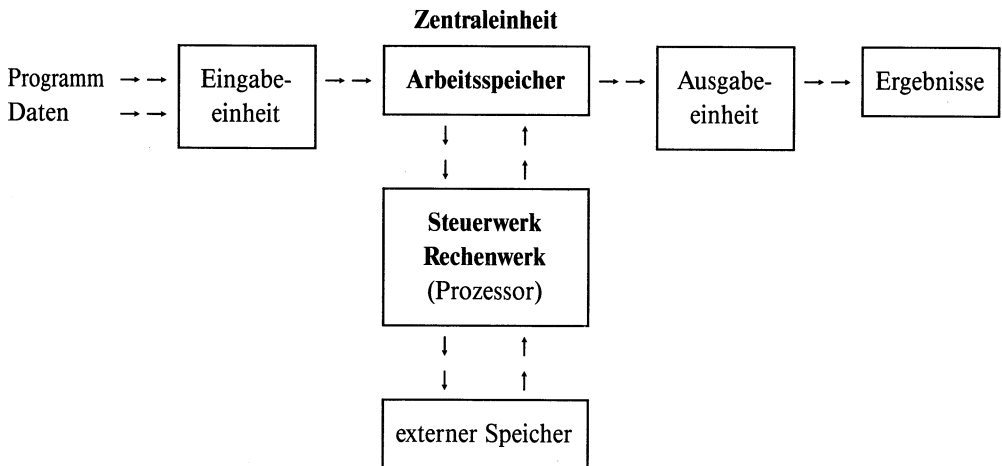 Zentraleinheit
Programm
Daten
Eingabe-
einheit
Arbeitsspeicher
Ausgabe-
einheit
Ergebnisse
Steuerwerk
Rechenwerk
(Prozessor)
externer Speicher